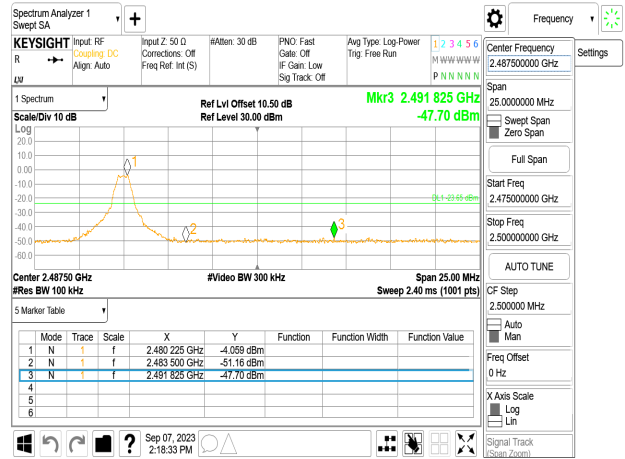 Spectrum Analyzer 1
Swept SA
Frequency
KEYSIGHT
R
Input: RF
Coupling: DC
Align: Auto
Input Z: 50 Ω
Corrections: Off
Freq Ref: Int (S)
#Atten: 30 dB
PNO: Fast
Gate: Off
IF Gain: Low
Sig Track: Off
Avg Type: Log-Power
Trig: Free Run
1 2 3 4 5 6
M W W W W W
P N N N N N
Settings
Center Frequency
2.487500000 GHz
Span
25.0000000 MHz
Swept Span
Zero Span
Full Span
Start Freq
2.475000000 GHz
Stop Freq
2.500000000 GHz
AUTO TUNE
CF Step
2.500000 MHz
Auto
Man
Freq Offset
0 Hz
X Axis Scale
Log
Lin
Signal Track
(Span Zoom)
1 Spectrum
Scale/Div 10 dB
Ref Lvl Offset 10.50 dB
Ref Level 30.00 dBm
Mkr3 2.491 825 GHz
-47.70 dBm
Log
20.0
10.0
0.00
-10.0
-20.0
-30.0
-40.0
-50.0
-60.0
1
2
3
Center 2.48750 GHz
#Res BW 100 kHz
#Video BW 300 kHz
Span 25.00 MHz
Sweep 2.40 ms (1001 pts)
5 Marker Table
Mode Trace Scale X Y Function Function Width Function Value
1 N 1 f 2.480 225 GHz -4.059 dBm
2 N 1 f 2.483 500 GHz -51.16 dBm
3 N 1 f 2.491 825 GHz -47.70 dBm
4
5
6
?
Sep 07, 2023
2:18:33 PM